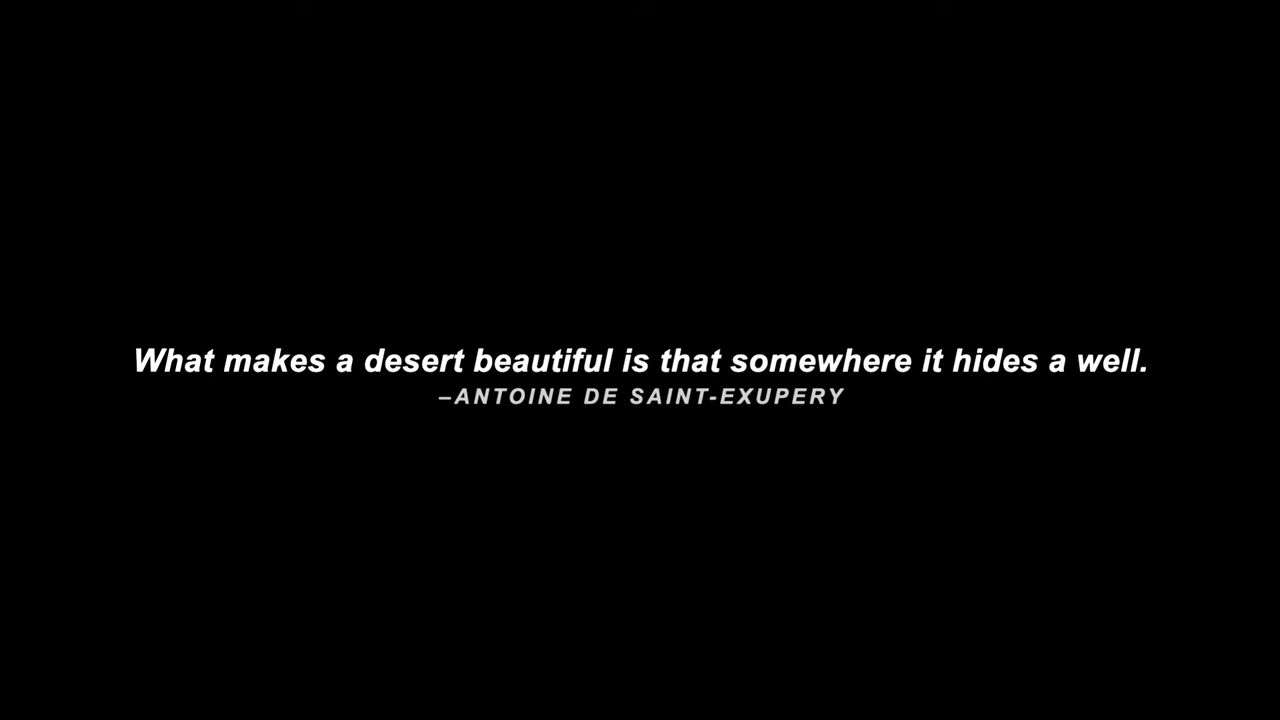 What makes a desert beautiful is that somewhere it hides a well.
–ANTOINE DE SAINT-EXUPERY